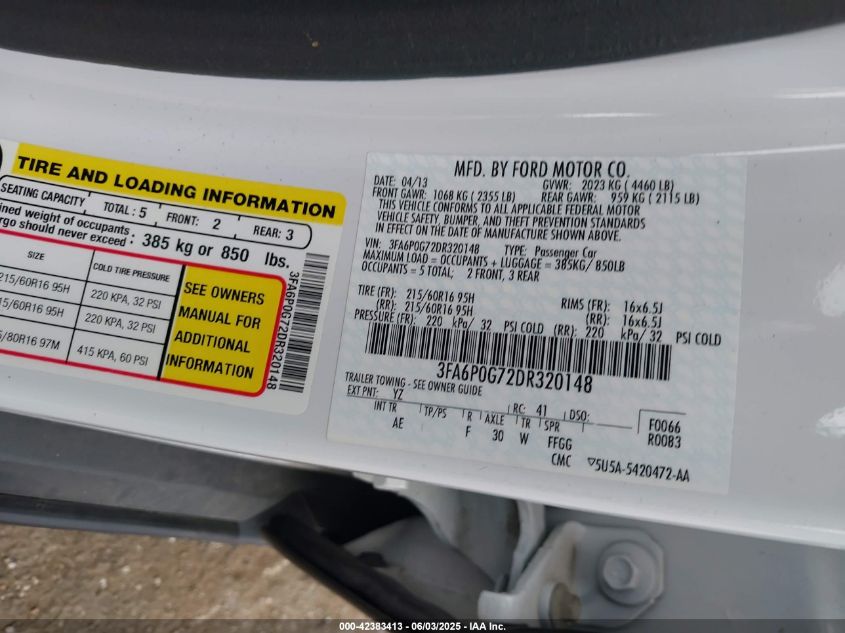 TIRE AND LOADING INFORMATION
SEATING CAPACITY TOTAL : 5 FRONT: 2 REAR: 3
weight of occupants
should never exceed : 385 kg or 850 lbs.
SIZE COLD TIRE PRESSURE
215/60R16 95H 220 KPA, 32 PSI
15/60R16 95H 220 KPA, 32 PSI
/80R16 97M 415 KPA, 60 PSI
SEE OWNERS
MANUAL FOR
ADDITIONAL
INFORMATION
3FA6P0G72DR320148
MFD. BY FORD MOTOR CO.
DATE: 04/13 GVWR: 2023 KG ( 4460 LB)
FRONT GAWR: 1068 KG ( 2355 LB) REAR GAWR: 959 KG ( 2115 LB)
THIS VEHICLE CONFORMS TO ALL APPLICABLE FEDERAL MOTOR
VEHICLE SAFETY, BUMPER, AND THEFT PREVENTION STANDARDS
IN EFFECT ON THE DATE OF MANUFACTURE SHOWN ABOVE.
VIN: 3FA6P0G72DR320148 TYPE: Passenger Car
MAXIMUM LOAD = OCCUPANTS + LUGGAGE = 385KG/ 850LB
OCCUPANTS = 5 TOTAL; 2 FRONT, 3 REAR
TIRE (FR): 215/60R16 95H RIMS (FR): 16x6.5J
(RR): 215/60R16 95H (RR): 16x6.5J
PRESSURE (FR): 220 kPa/ 32 PSI COLD (RR): 220 kPa/ 32 PSI COLD
3FA6P0G72DR320148
TRAILER TOWING - SEE OWNER GUIDE
EXT PNT: YZ RC: 41 DSO: F0066
INT TR TP/PS R AXLE TR SPR R0083
AE F 30 W FFGG
CMC ▽5U5A-5420472-AA
000-42383413 - 06/03/2025 - IAA Inc.